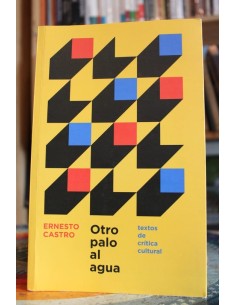 ERNESTO
CASTRO
Otro
palo
al
agua
textos
de
crítica
cultural